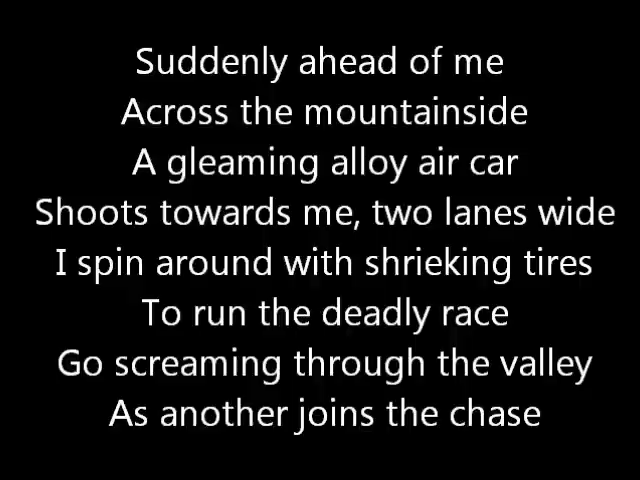 Suddenly ahead of me
Across the mountainside
A gleaming alloy air car
Shoots towards me, two lanes wide
I spin around with shrieking tires
To run the deadly race
Go screaming through the valley
As another joins the chase